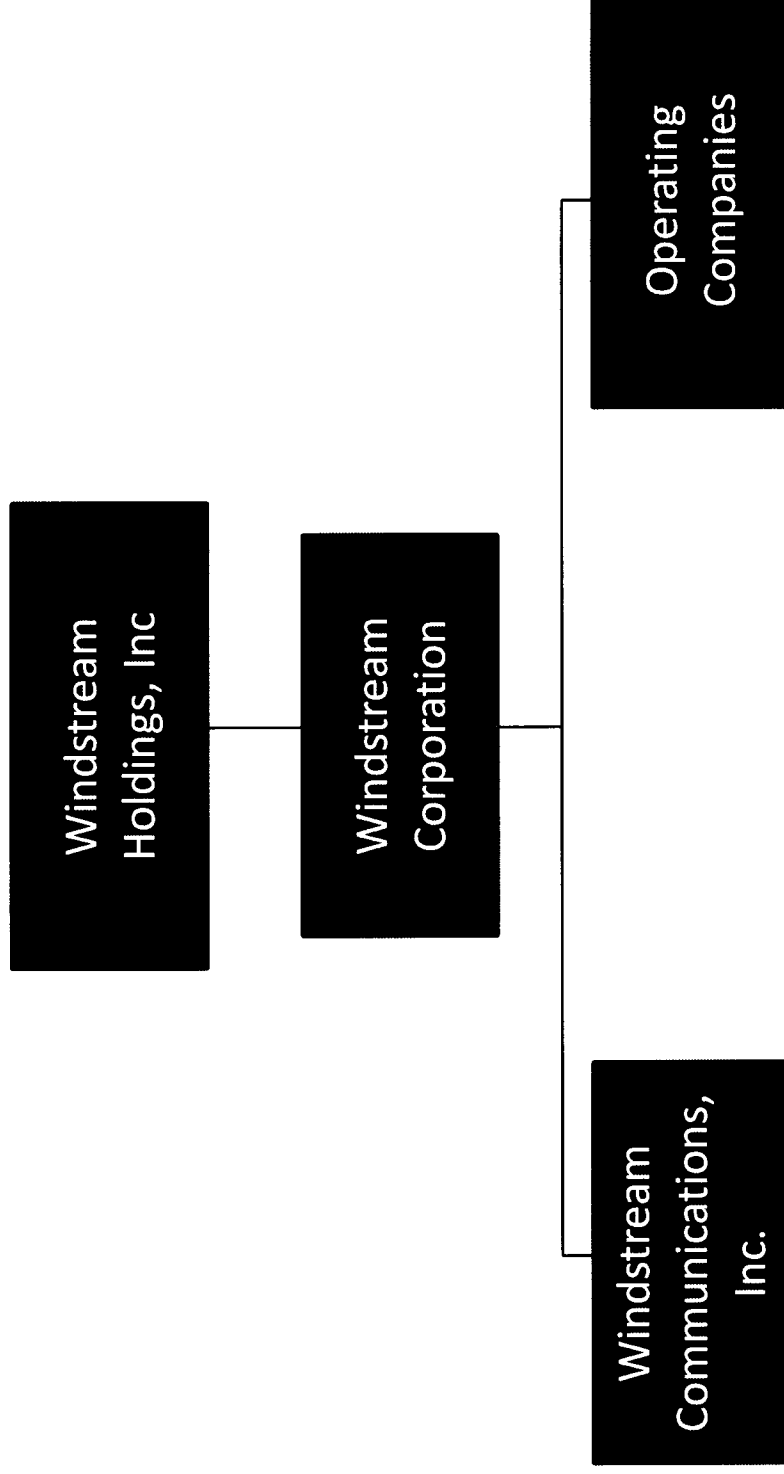 Windstream
Holdings, Inc
Windstream
Corporation
Windstream
Communications,
Inc.
Operating
Companies